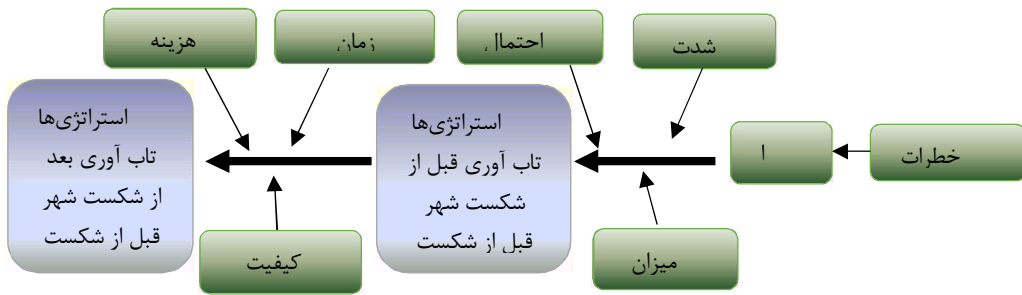 شدت
احتمال
زمان
هزینه
خطرات
ا
استراتژی‌ها
تاب آوری قبل از
شکست شهر
قبل از شکست
استراتژی‌ها
تاب آوری بعد
از شکست شهر
قبل از شکست
میزان
کیفیت